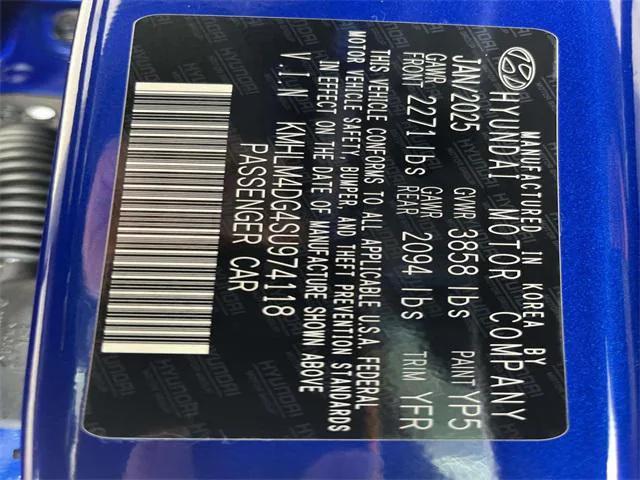 MANUFACTURED IN KOREA BY
HYUNDAI MOTOR COMPANY
JAN/2025 GVWR 3858 lbs PAINT YP5
GAWR FRONT 2271 lbs GAWR REAR 2094 lbs TRIM YFR
THIS VEHICLE CONFORMS TO ALL APPLICABLE U.S.A. FEDERAL
MOTOR VEHICLE SAFETY, BUMPER, AND THEFT PREVENTION STANDARDS
IN EFFECT ON THE DATE OF MANUFACTURE SHOWN ABOVE
V.I.N KMHLM4DG4SU974118
PASSENGER CAR